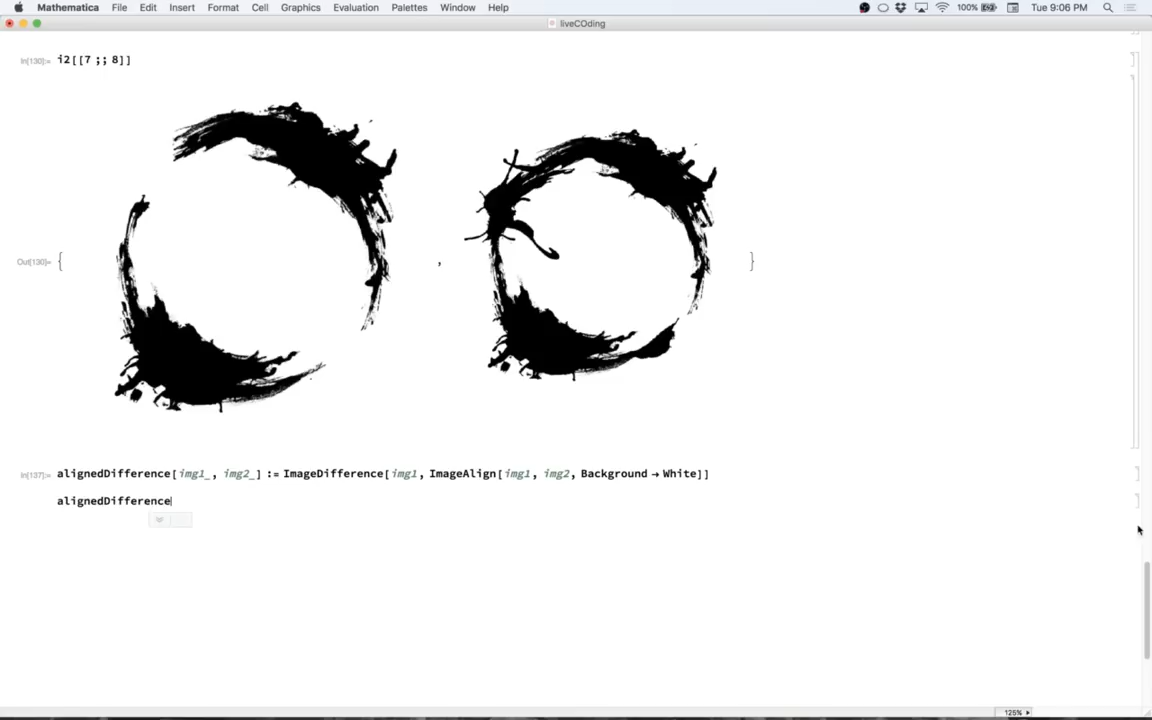 Mathematica File Edit Insert Format Cell Graphics Evaluation Palettes Window Help 100% Tue 9:06 PM
liveCOding
In[130]:= i2[[7 ;; 8]]
Out[130]= { , }
In[137]:= alignedDifference[img1_, img2_] := ImageDifference[img1, ImageAlign[img1, img2, Background → White]]
alignedDifference
125%